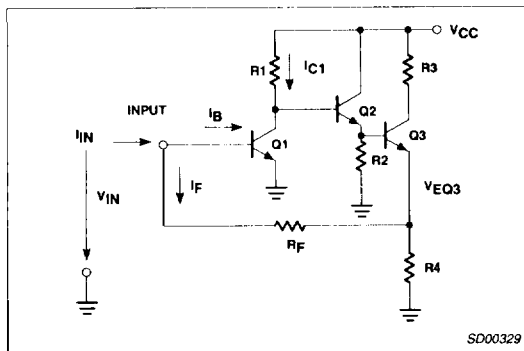 VCC
R1
IC1
R3
INPUT
IB
Q2
IIN
Q1
Q3
R2
VIN
IF
VEQ3
RF
R4
SD00329